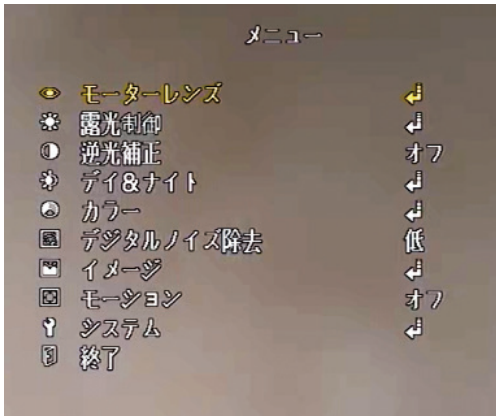 メニュー
モーターレンズ ↲
露光制御 ↲
逆光補正 オフ
デイ&ナイト ↲
カラー ↲
デジタルノイズ除去 低
イメージ ↲
モーション オフ
システム ↲
終了